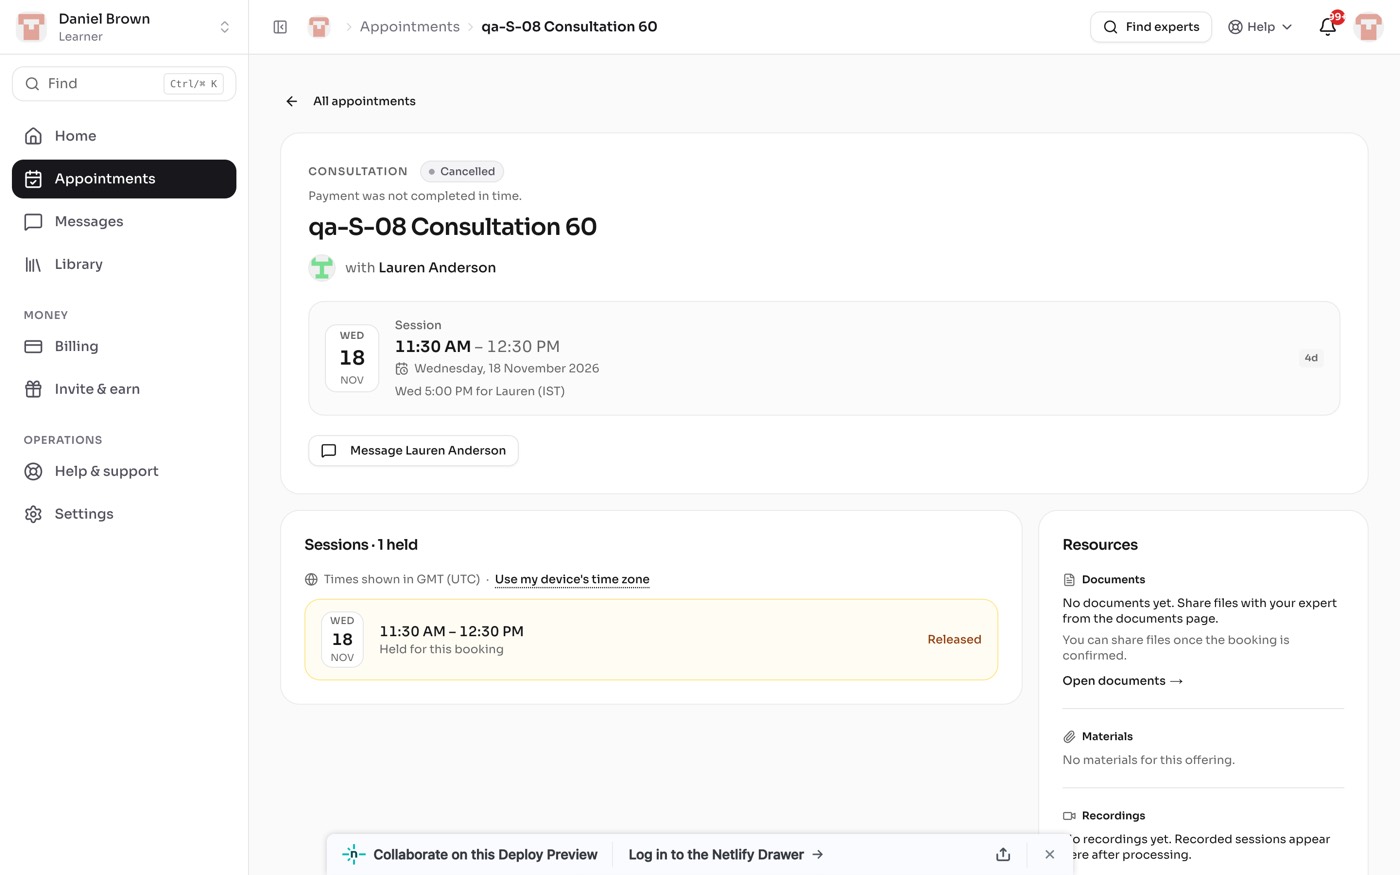 Daniel Brown
Learner
Find
Ctrl/⌘ K
Home
Appointments
Messages
Library
MONEY
Billing
Invite & earn
OPERATIONS
Help & support
Settings
Appointments
qa-S-08 Consultation 60
Find experts
Help
99+
All appointments
CONSULTATION
Cancelled
Payment was not completed in time.
qa-S-08 Consultation 60
with Lauren Anderson
WED
18
NOV
Session
11:30 AM – 12:30 PM
Wednesday, 18 November 2026
Wed 5:00 PM for Lauren (IST)
4d
Message Lauren Anderson
Sessions · 1 held
Times shown in GMT (UTC) · Use my device's time zone
WED
18
NOV
11:30 AM – 12:30 PM
Held for this booking
Released
Resources
Documents
No documents yet. Share files with your expert
from the documents page.
You can share files once the booking is
confirmed.
Open documents →
Materials
No materials for this offering.
Recordings
recordings yet. Recorded sessions appear
after processing.
Collaborate on this Deploy Preview
Log in to the Netlify Drawer →